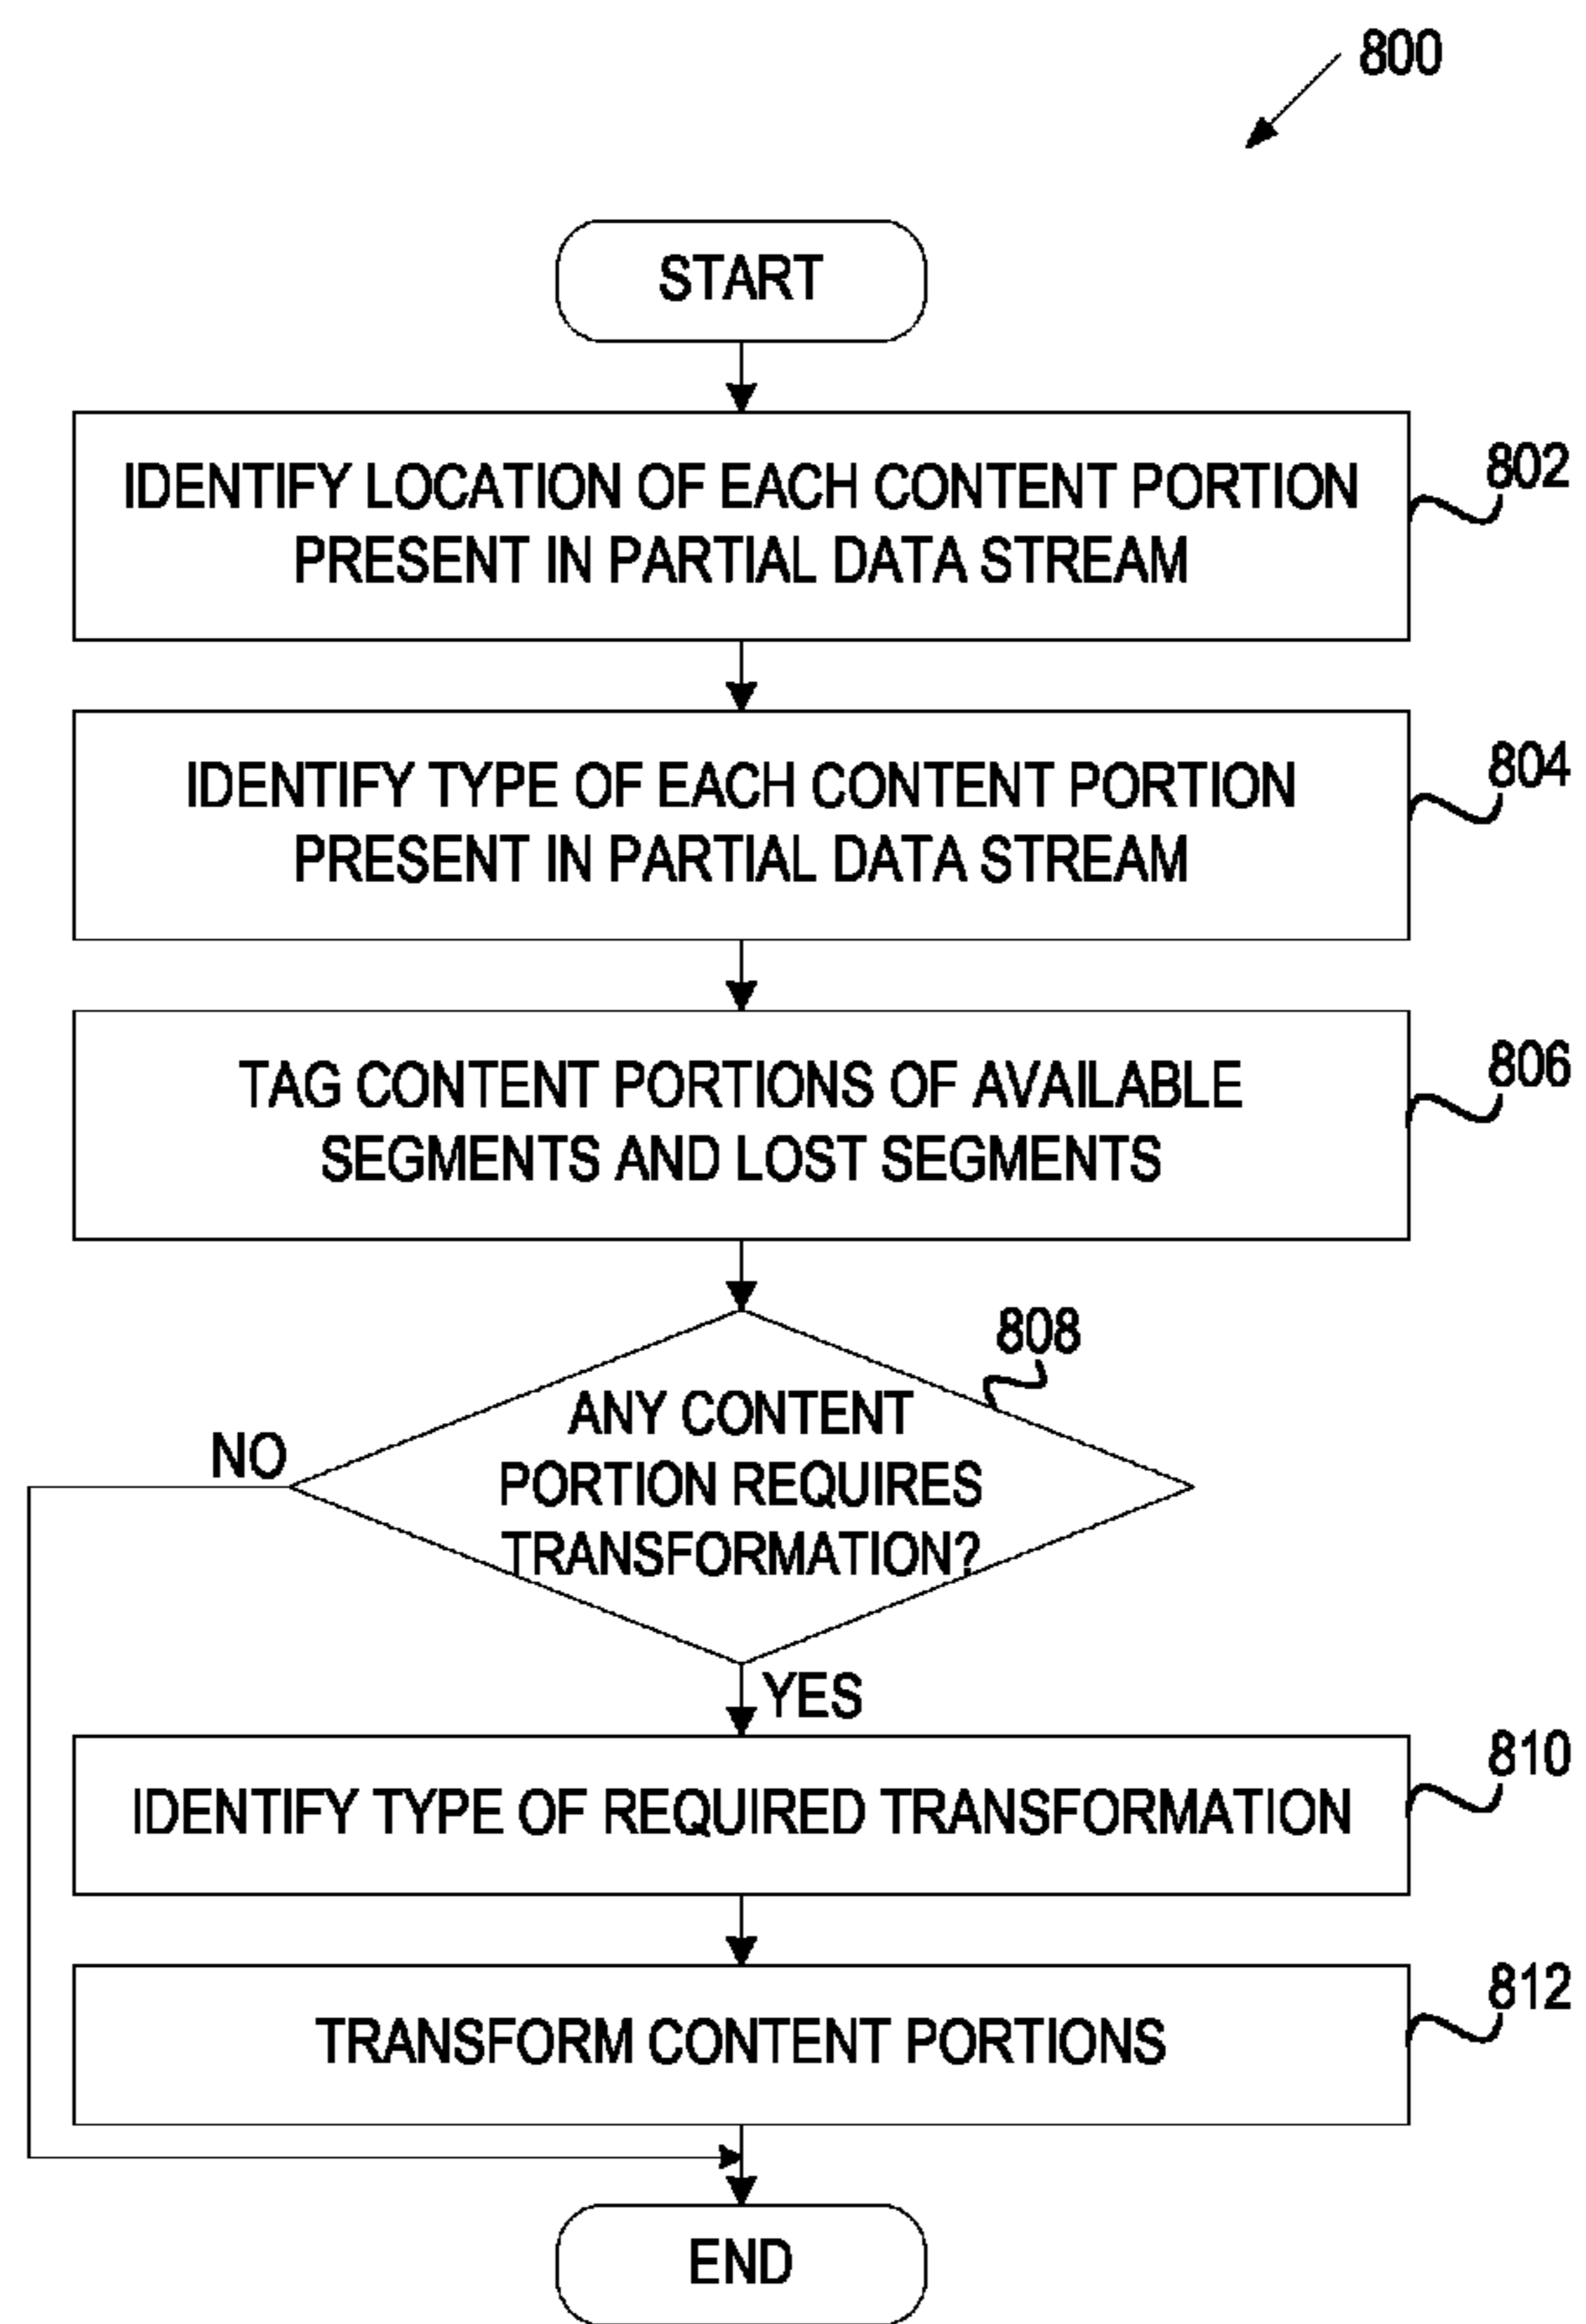 800
START
IDENTIFY LOCATION OF EACH CONTENT PORTION
PRESENT IN PARTIAL DATA STREAM
802
IDENTIFY TYPE OF EACH CONTENT PORTION
PRESENT IN PARTIAL DATA STREAM
804
TAG CONTENT PORTIONS OF AVAILABLE
SEGMENTS AND LOST SEGMENTS
806
808
ANY CONTENT
PORTION REQUIRES
TRANSFORMATION?
NO
YES
IDENTIFY TYPE OF REQUIRED TRANSFORMATION
810
TRANSFORM CONTENT PORTIONS
812
END